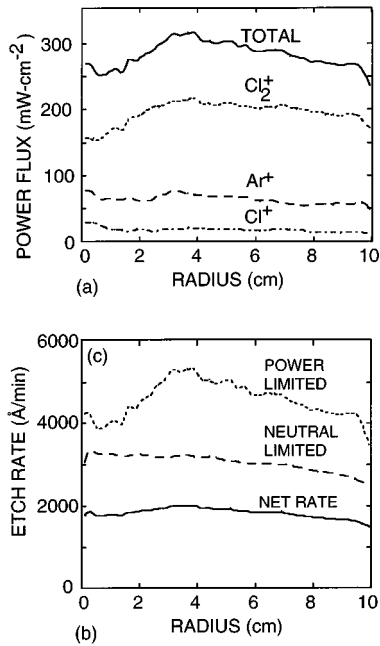 POWER FLUX (mW-cm⁻²)
300
200
100
0
TOTAL
Cl₂⁺
Ar⁺
Cl⁺
0 2 4 6 8 10
RADIUS (cm)
(a)
(c)
ETCH RATE (Å/min)
6000
4000
2000
0
POWER
LIMITED
NEUTRAL
LIMITED
NET RATE
0 2 4 6 8 10
RADIUS (cm)
(b)